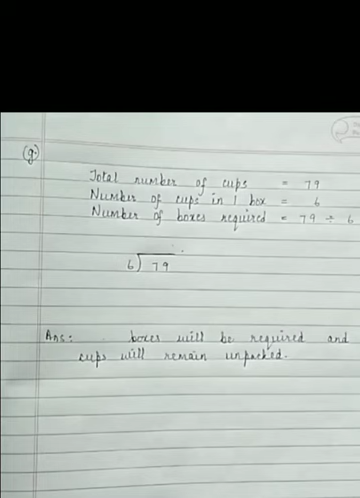 (g.)
Total number of cups = 79
Number of cups in 1 box = 6
Number of boxes required = 79 ÷ 6
6) 79
Ans: boxes will be required and
cups will remain unpacked.